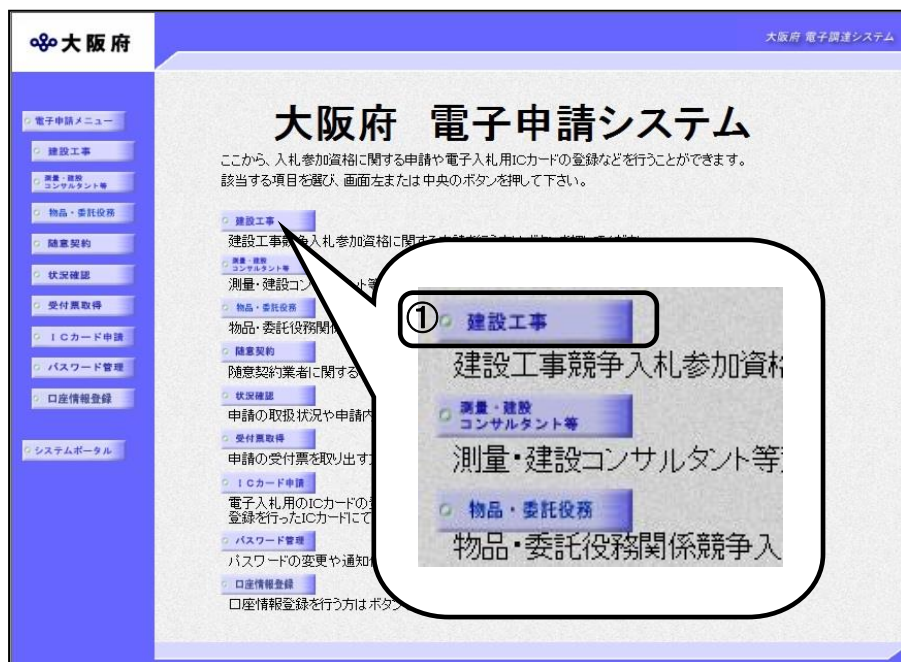 大阪府
大阪府 電子調達システム
電子申請メニュー
建設工事
測量・建設
コンサルタント等
物品・委託役務
随意契約
状況確認
受付票取得
ICカード申請
パスワード管理
口座情報登録
システムポータル
大阪府 電子申請システム
ここから、入札参加資格に関する申請や電子入札用ICカードの登録などを行うことができます。
該当する項目を選び、画面左または中央のボタンを押して下さい。
建設工事
建設工事競争入札参加資格に関する
測量・建設
コンサルタント等
測量・建設コン
物品・委託役務
物品・委託役務関係
随意契約
随意契約業者に関する
状況確認
申請の取扱状況や申請内
受付票取得
申請の受付票を取り出す
ICカード申請
電子入札用のICカードの
登録を行ったICカードにて
パスワード管理
パスワードの変更や通知
口座情報登録
口座情報登録を行う方はボタン
①
建設工事
建設工事競争入札参加資格
測量・建設
コンサルタント等
測量・建設コンサルタント等
物品・委託役務
物品・委託役務関係競争入